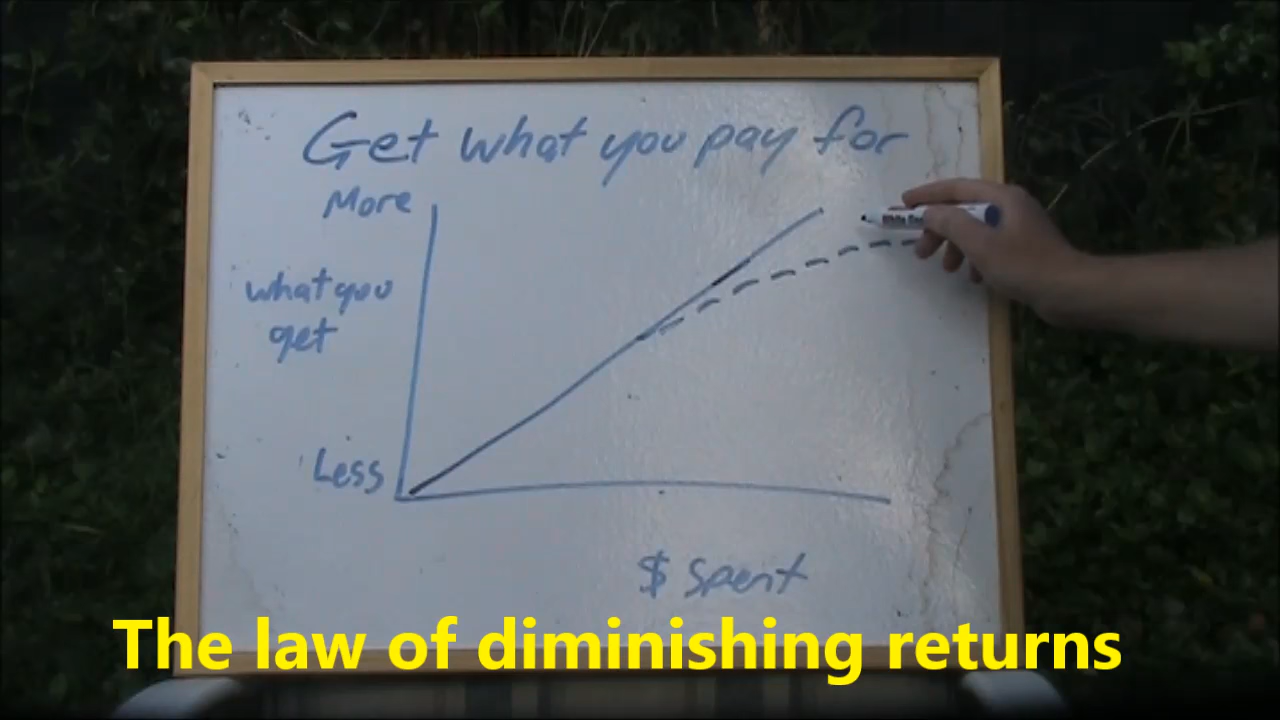 Get what you pay for
More
what you
get
Less
$ Spent
The law of diminishing returns